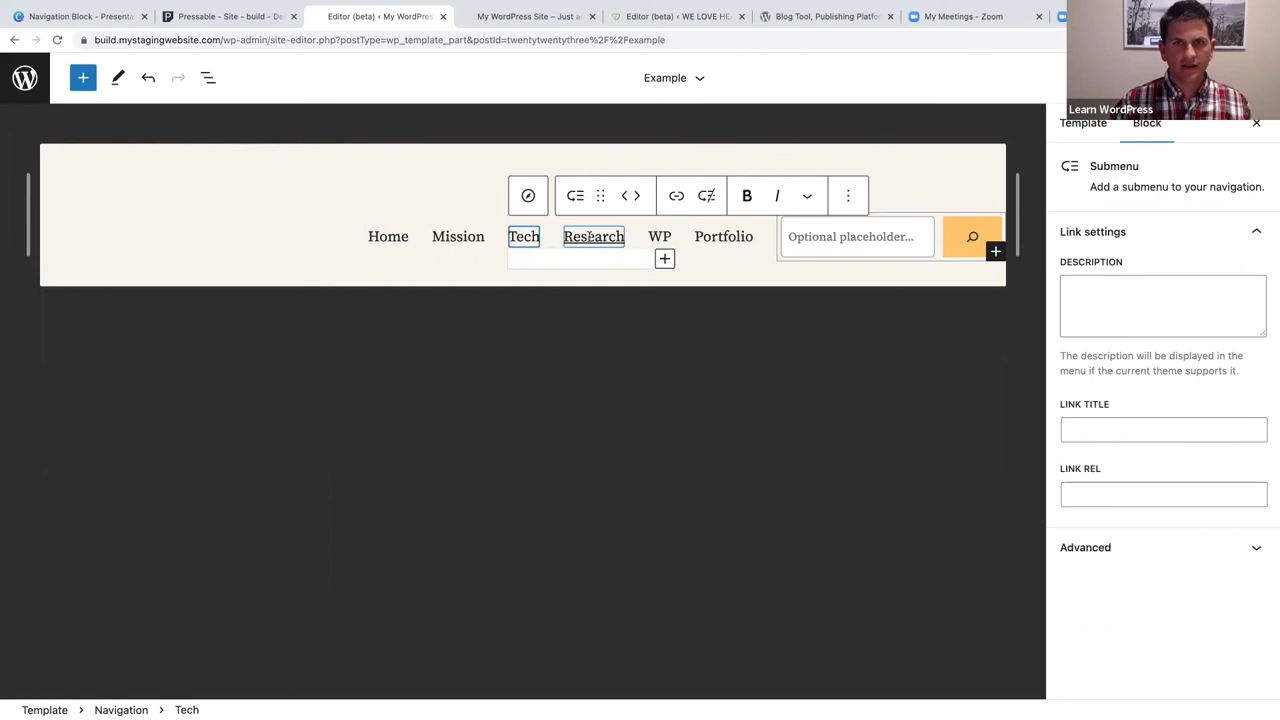 Navigation Block - Presenta
Pressable - Site - build - De
Editor (beta) ‹ My WordPres
My WordPress Site – Just a
Editor (beta) ‹ WE LOVE HE
Blog Tool, Publishing Platfor
My Meetings - Zoom
build.mystagingwebsite.com/wp-admin/site-editor.php?postType=wp_template_part&postId=twentytwentythree%2F%2Fexample
Example
Learn WordPress
Template Block
Submenu
Add a submenu to your navigation.
B I
Home Mission Tech Research WP Portfolio Optional placeholder...
Link settings
DESCRIPTION
The description will be displayed in the
menu if the current theme supports it.
LINK TITLE
LINK REL
Advanced
Template Navigation Tech